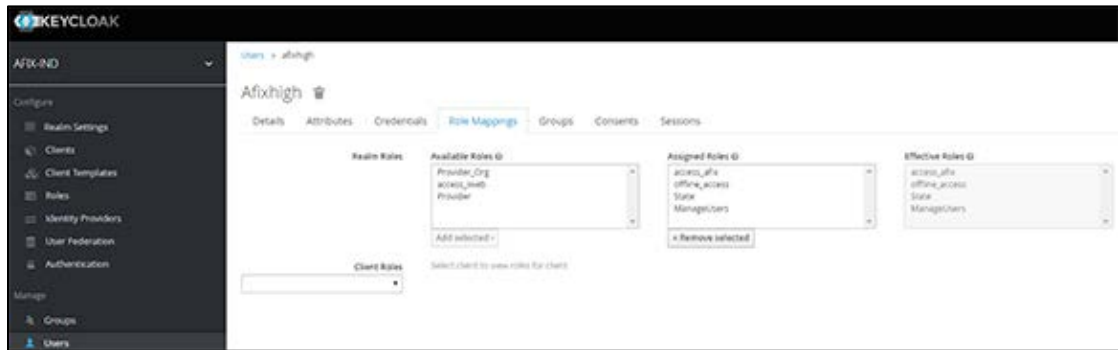 KEYCLOAK
AFIX-IND
Configure
Realm Settings
Clients
Client Templates
Roles
Identity Providers
User Federation
Authentication
Manage
Groups
Users
Users > afixhigh
Afixhigh
Details Attributes Credentials Role Mappings Groups Consents Sessions
Realm Roles
Available Roles
Provider_Org
access_iweb
Provider
Add selected »
Assigned Roles
access_afix
offline_access
State
ManageUsers
« Remove selected
Effective Roles
access_afix
offline_access
State
ManageUsers
Client Roles
Select client to view roles for client